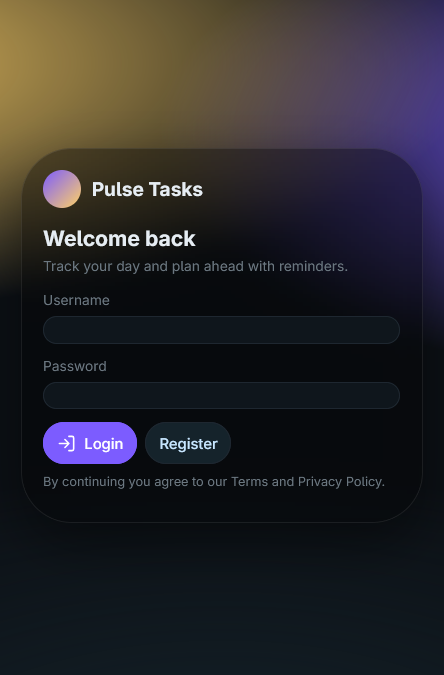 Pulse Tasks
Welcome back
Track your day and plan ahead with reminders.
Username
Password
Login
Register
By continuing you agree to our Terms and Privacy Policy.